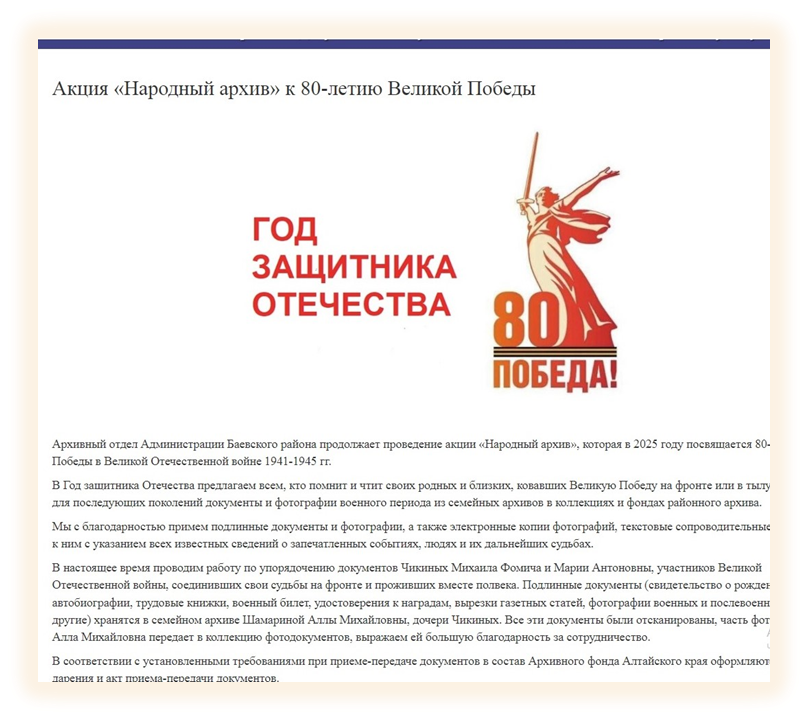 Акция «Народный архив» к 80-летию Великой Победы
ГОД
ЗАЩИТНИКА
ОТЕЧЕСТВА
80
ПОБЕДА!
Архивный отдел Администрации Баевского района продолжает проведение акции «Народный архив», которая в 2025 году посвящается 80-
Победы в Великой Отечественной войне 1941-1945 гг.
В Год защитника Отечества предлагаем всем, кто помнит и чтит своих родных и близких, ковавших Великую Победу на фронте или в тылу
для последующих поколений документы и фотографии военного периода из семейных архивов в коллекциях и фондах районного архива.
Мы с благодарностью примем подлинные документы и фотографии, а также электронные копии фотографий, текстовые сопроводительные
к ним с указанием всех известных сведений о запечатленных событиях, людях и их дальнейших судьбах.
В настоящее время проводим работу по упорядочению документов Чикиных Михаила Фомича и Марии Антоновны, участников Великой
Отечественной войны, соединивших свои судьбы на фронте и проживших вместе полвека. Подлинные документы (свидетельство о рожден
автобиографии, трудовые книжки, военный билет, удостоверения к наградам, вырезки газетных статей, фотографии военных и послевоенн
другие) хранятся в семейном архиве Шамариной Аллы Михайловны, дочери Чикиных. Все эти документы были отсканированы, часть фот
Алла Михайловна передает в коллекцию фотодокументов, выражаем ей большую благодарность за сотрудничество.
В соответствии с установленными требованиями при приеме-передаче документов в состав Архивного фонда Алтайского края оформляют
дарения и акт приема-передачи документов.